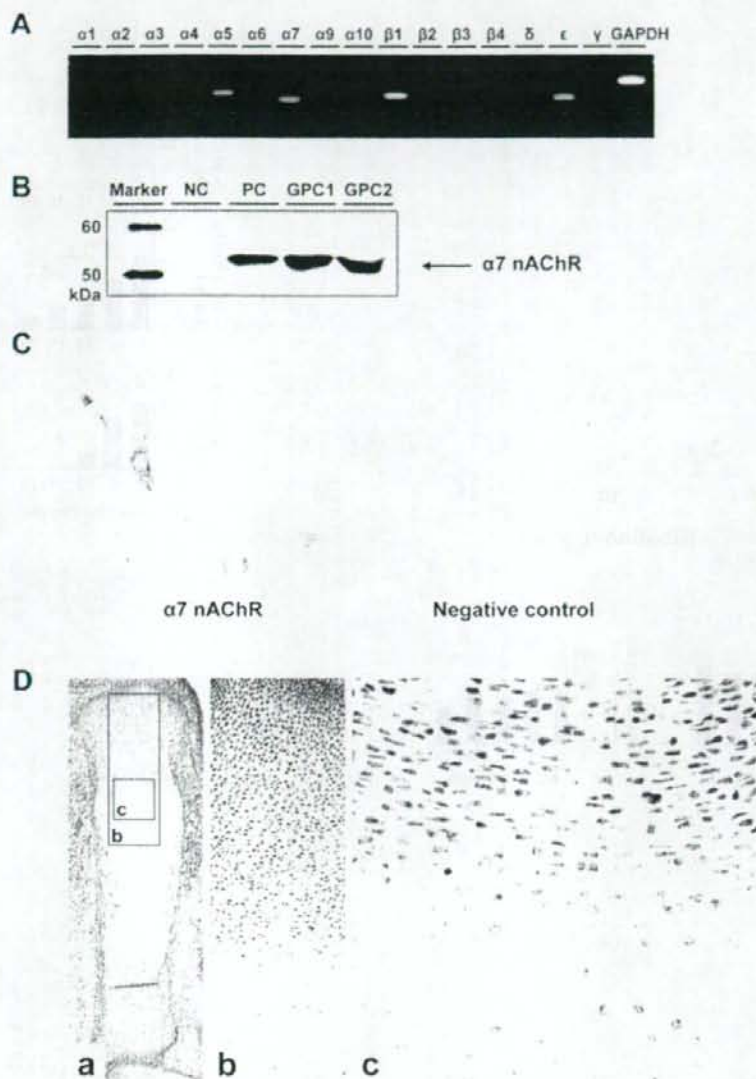 A
α1 α2 α3 α4 α5 α6 α7 α9 α10 β1 β2 β3 β4 δ ε γ GAPDH
B
Marker NC PC GPC1 GPC2
60
50
kDa
α7 nAChR
C
α7 nAChR Negative control
D
c
b
a b c